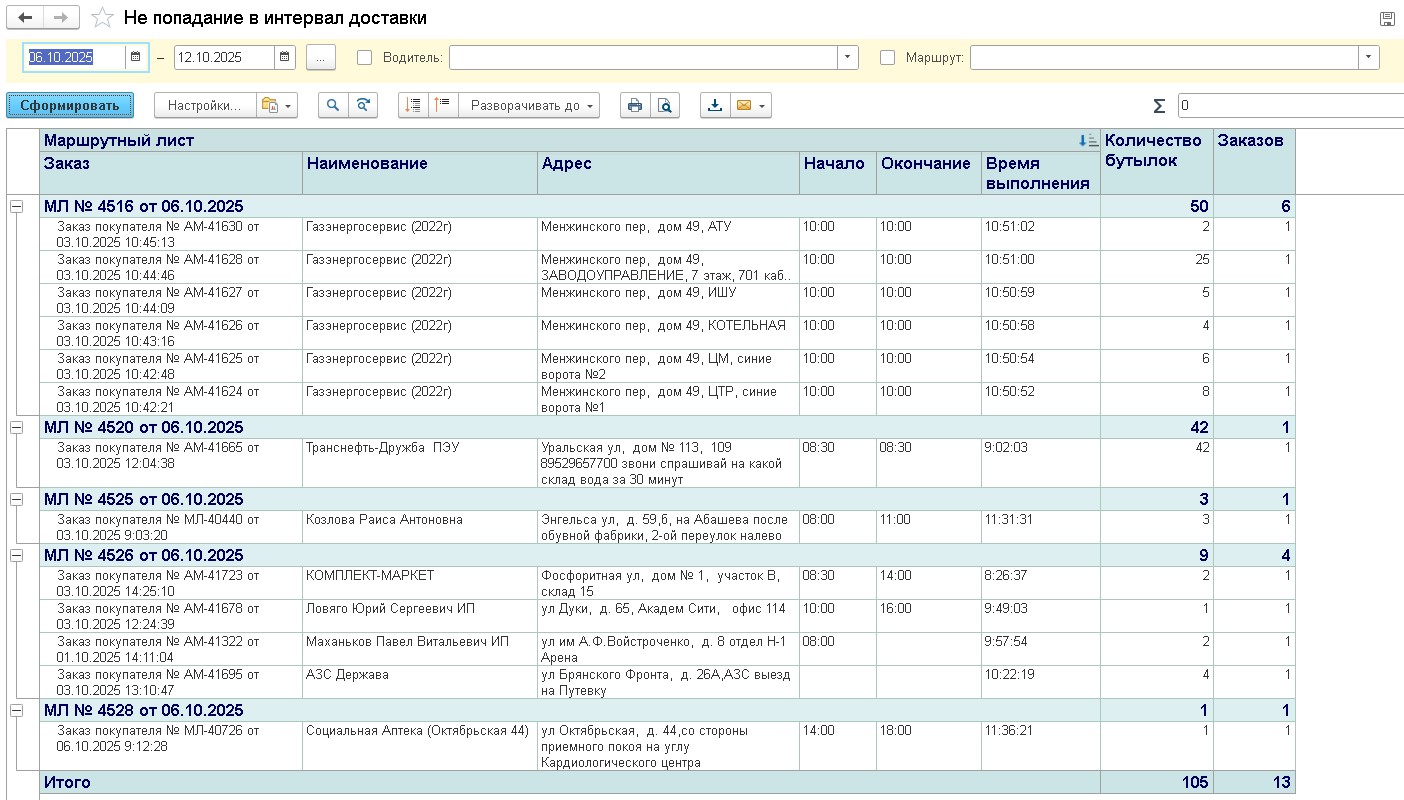 Не попадание в интервал доставки
06.10.2025 – 12.10.2025 ... Водитель: Маршрут:
Сформировать Настройки... Разворачивать до Σ 0
Маршрутный лист Количество бутылок Заказов
Заказ Наименование Адрес Начало Окончание Время выполнения
МЛ № 4516 от 06.10.2025 50 6
Заказ покупателя № АМ-41630 от Газэнергосервис (2022г) Менжинского пер, дом 49, АТУ 10:00 10:00 10:51:02 2 1
03.10.2025 10:45:13
Заказ покупателя № АМ-41628 от Газэнергосервис (2022г) Менжинского пер, дом 49, 10:00 10:00 10:51:00 25 1
03.10.2025 10:44:46 ЗАВОДОУПРАВЛЕНИЕ, 7 этаж, 701 каб..
Заказ покупателя № АМ-41627 от Газэнергосервис (2022г) Менжинского пер, дом 49, ИШУ 10:00 10:00 10:50:59 5 1
03.10.2025 10:44:09
Заказ покупателя № АМ-41626 от Газэнергосервис (2022г) Менжинского пер, дом 49, КОТЕЛЬНАЯ 10:00 10:00 10:50:58 4 1
03.10.2025 10:43:16
Заказ покупателя № АМ-41625 от Газэнергосервис (2022г) Менжинского пер, дом 49, ЦМ, синие 10:00 10:00 10:50:54 6 1
03.10.2025 10:42:48 ворота №2
Заказ покупателя № АМ-41624 от Газэнергосервис (2022г) Менжинского пер, дом 49, ЦТР, синие 10:00 10:00 10:50:52 8 1
03.10.2025 10:42:21 ворота №1
МЛ № 4520 от 06.10.2025 42 1
Заказ покупателя № АМ-41665 от Транснефть-Дружба ПЭУ Уральская ул, дом № 113, 109 08:30 08:30 9:02:03 42 1
03.10.2025 12:04:38 89529657700 звони спрашивай на какой
склад вода за 30 минут
МЛ № 4525 от 06.10.2025 3 1
Заказ покупателя № МЛ-40440 от Козлова Раиса Антоновна Энгельса ул, д. 59,б, на Абашева после 08:00 11:00 11:31:31 3 1
03.10.2025 9:03:20 обувной фабрики, 2-ой переулок налево
МЛ № 4526 от 06.10.2025 9 4
Заказ покупателя № АМ-41723 от КОМПЛЕКТ-МАРКЕТ Фосфоритная ул, дом № 1, участок В, 08:30 14:00 8:26:37 2 1
03.10.2025 14:25:10 склад 15
Заказ покупателя № АМ-41678 от Ловяго Юрий Сергеевич ИП ул Дуки, д. 65, Академ Сити, офис 114 10:00 16:00 9:49:03 1 1
03.10.2025 12:24:39
Заказ покупателя № АМ-41322 от Маханьков Павел Витальевич ИП ул им А.Ф.Войстроченко, д. 8 отдел Н-1 08:00 9:57:54 2 1
01.10.2025 14:11:04 Арена
Заказ покупателя № АМ-41695 от АЗС Держава ул Брянского Фронта, д. 26А,АЗС выезд 10:22:19 4 1
03.10.2025 13:10:47 на Путевку
МЛ № 4528 от 06.10.2025 1 1
Заказ покупателя № МЛ-40726 от Социальная Аптека (Октябрьская 44) ул Октябрьская, д. 44,со стороны 14:00 18:00 11:36:21 1 1
06.10.2025 9:12:28 приемного покоя на углу
Кардиологического центра
Итого 105 13